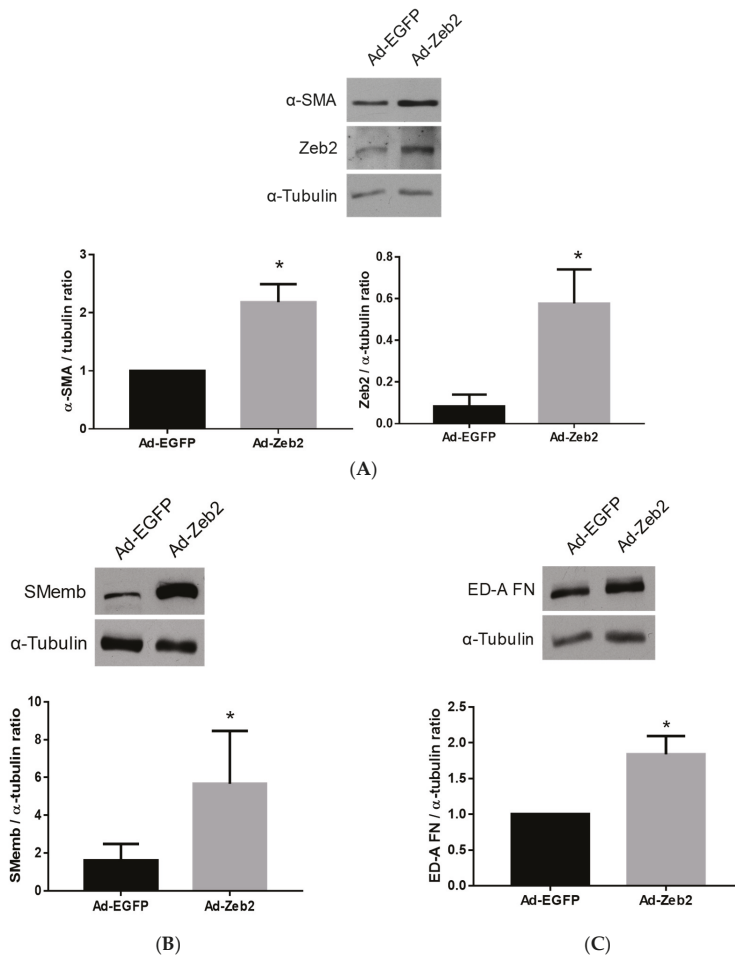 Ad-EGFP Ad-Zeb2
α-SMA
Zeb2
α-Tubulin
α-SMA / tubulin ratio
3
2
1
0
Ad-EGFP Ad-Zeb2
*
Zeb2 / α-tubulin ratio
0.8
0.6
0.4
0.2
0.0
Ad-EGFP Ad-Zeb2
*
(A)
Ad-EGFP Ad-Zeb2
SMemb
α-Tubulin
SMemb / α-tubulin ratio
10
8
6
4
2
0
Ad-EGFP Ad-Zeb2
*
(B)
Ad-EGFP Ad-Zeb2
ED-A FN
α-Tubulin
ED-A FN / α-tubulin ratio
2.5
2.0
1.5
1.0
0.5
0.0
Ad-EGFP Ad-Zeb2
*
(C)